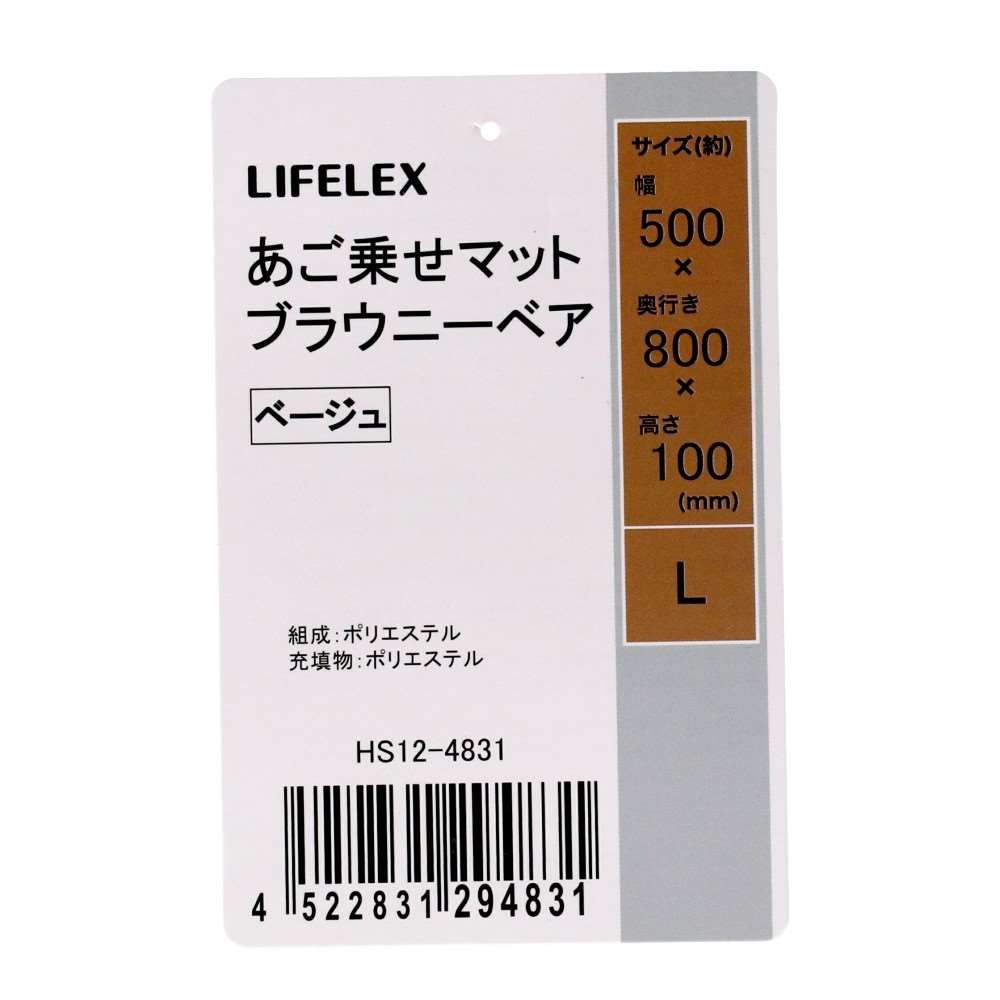 LIFELEX
あご乗せマット
ブラウニーベア
ベージュ
組成:ポリエステル
充填物:ポリエステル
HS12-4831
4 522831 294831
サイズ(約)
幅
500
×
奥行き
800
×
高さ
100
(mm)
L